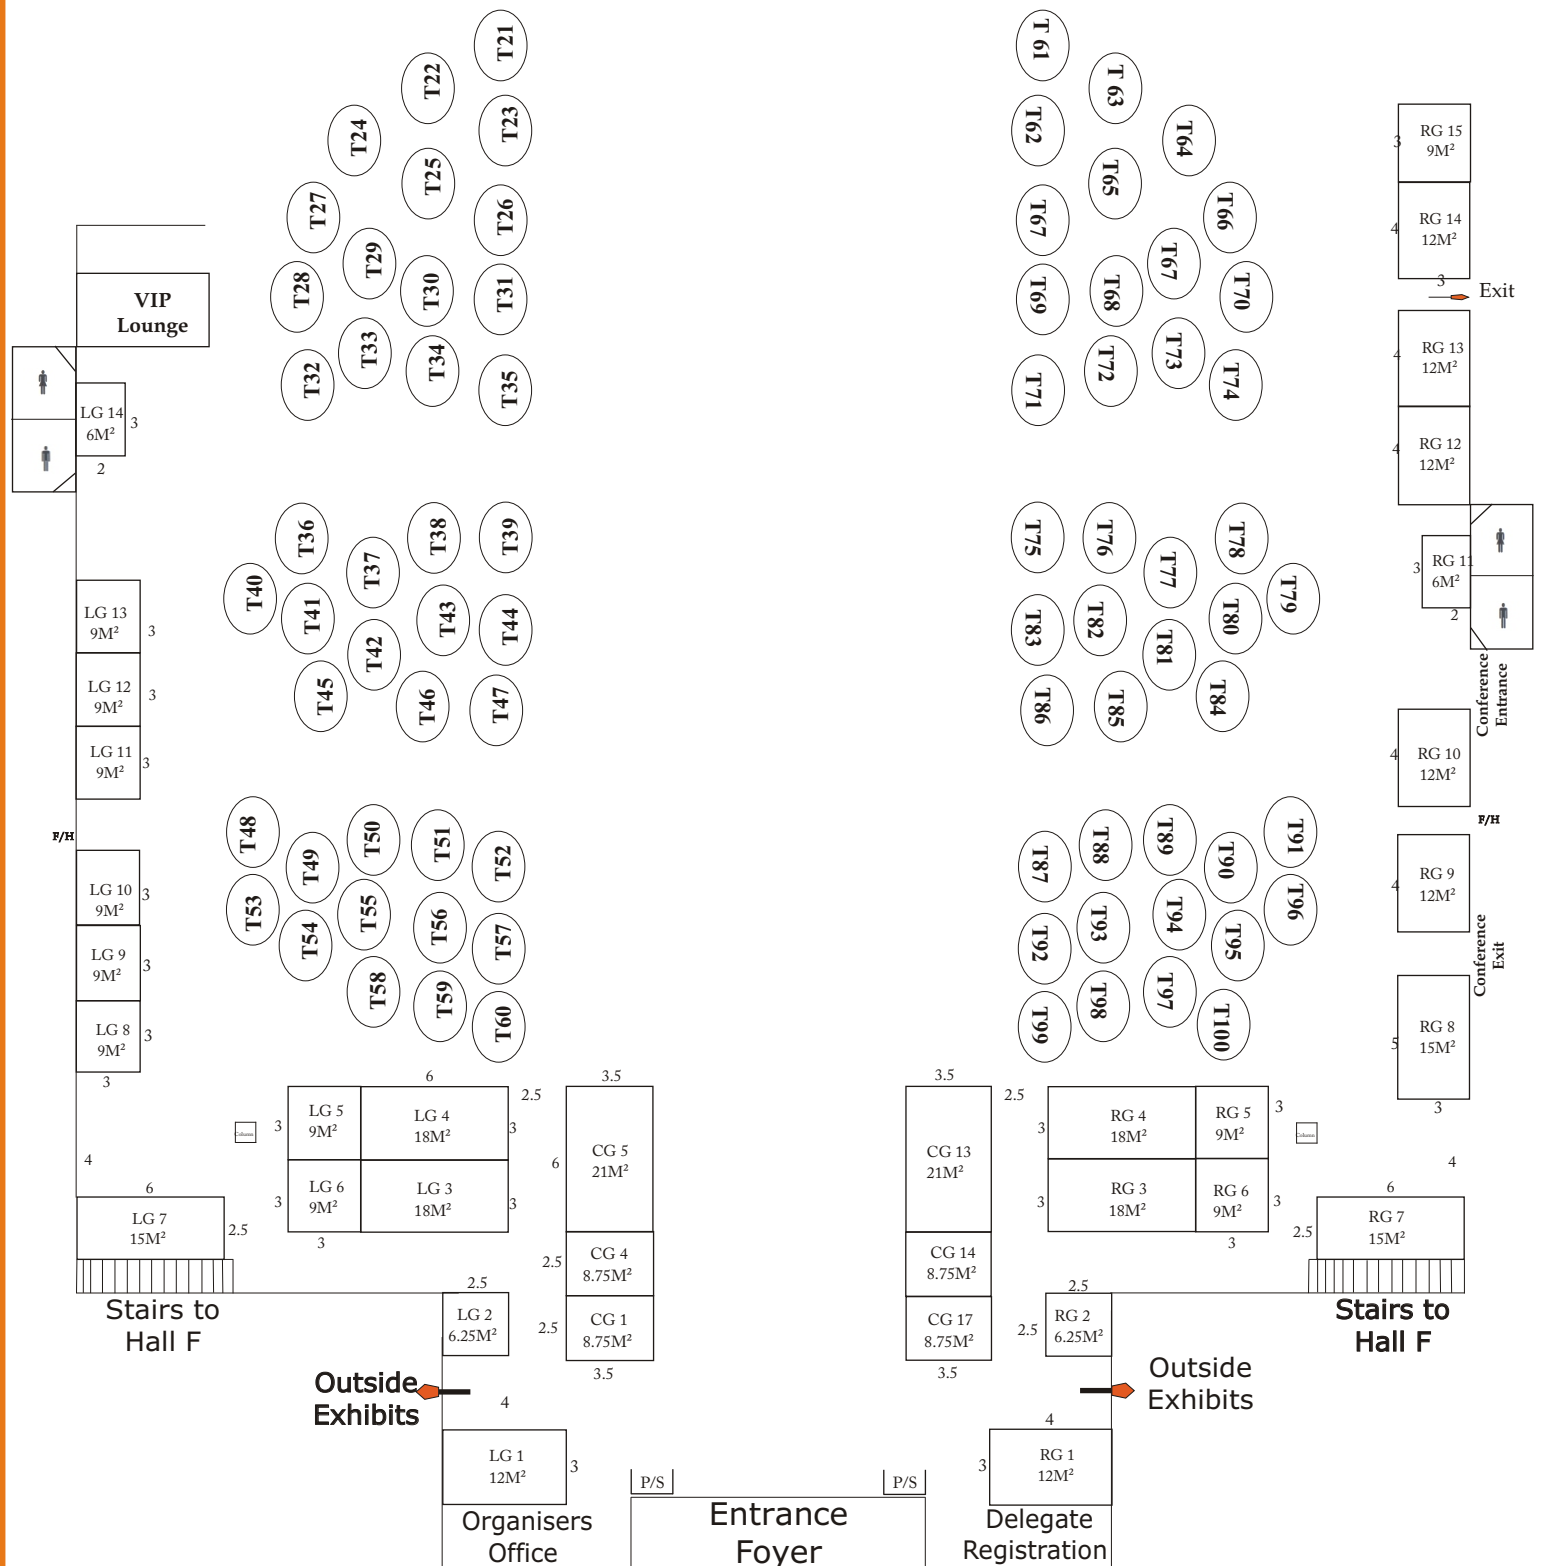 T21
T22
T23
T24
T25
T26
T27
T28
T29
T30
T31
T32
T33
T34
T35
T 61
T 63
T62
T64
T65
T66
T67
T67
T68
T69
T70
T71
T72
T73
T74
RG 15
9M²
3
RG 14
12M²
4
3
Exit
RG 13
12M²
4
RG 12
12M²
4
VIP
Lounge
LG 14
6M²
3
2
T36
T37
T38
T39
T40
T41
T42
T43
T44
T45
T46
T47
T75
T76
T77
T78
T79
T80
T81
T82
T83
T84
T85
T86
RG 11
6M²
3
2
Conference
Entrance
LG 13
9M²
3
LG 12
9M²
3
LG 11
9M²
3
RG 10
12M²
4
F/H
F/H
T48
T49
T50
T51
T52
T53
T54
T55
T56
T57
T58
T59
T60
T87
T88
T89
T90
T91
T92
T93
T94
T95
T96
T97
T98
T99
T100
LG 10
9M²
3
LG 9
9M²
3
LG 8
9M²
3
3
RG 9
12M²
4
Conference
Exit
RG 8
15M²
5
3
6
2.5
3.5
3.5
2.5
Column
3
LG 5
9M²
LG 4
18M²
3
CG 5
21M²
6
CG 13
21M²
3
RG 4
18M²
RG 5
9M²
3
Column
4
4
3
LG 6
9M²
LG 3
18M²
3
3
3
RG 3
18M²
RG 6
9M²
3
3
6
LG 7
15M²
2.5
6
RG 7
15M²
2.5
CG 4
8.75M²
2.5
CG 14
8.75M²
Stairs to
Hall F
2.5
LG 2
6.25M²
2.5
CG 1
8.75M²
3.5
CG 17
8.75M²
3.5
2.5
2.5
RG 2
6.25M²
Stairs to
Hall F
Outside
Exhibits
4
Outside
Exhibits
LG 1
12M²
3
P/S
P/S
4
3
RG 1
12M²
Organisers
Office
Entrance
Foyer
Delegate
Registration